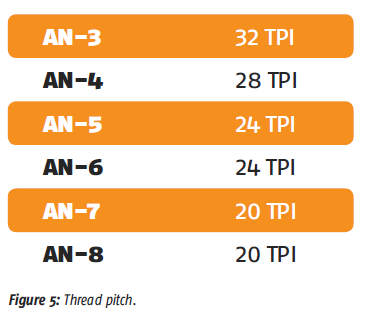 AN-3 32 TPI
AN-4 28 TPI
AN-5 24 TPI
AN-6 24 TPI
AN-7 20 TPI
AN-8 20 TPI
Figure 5: Thread pitch.